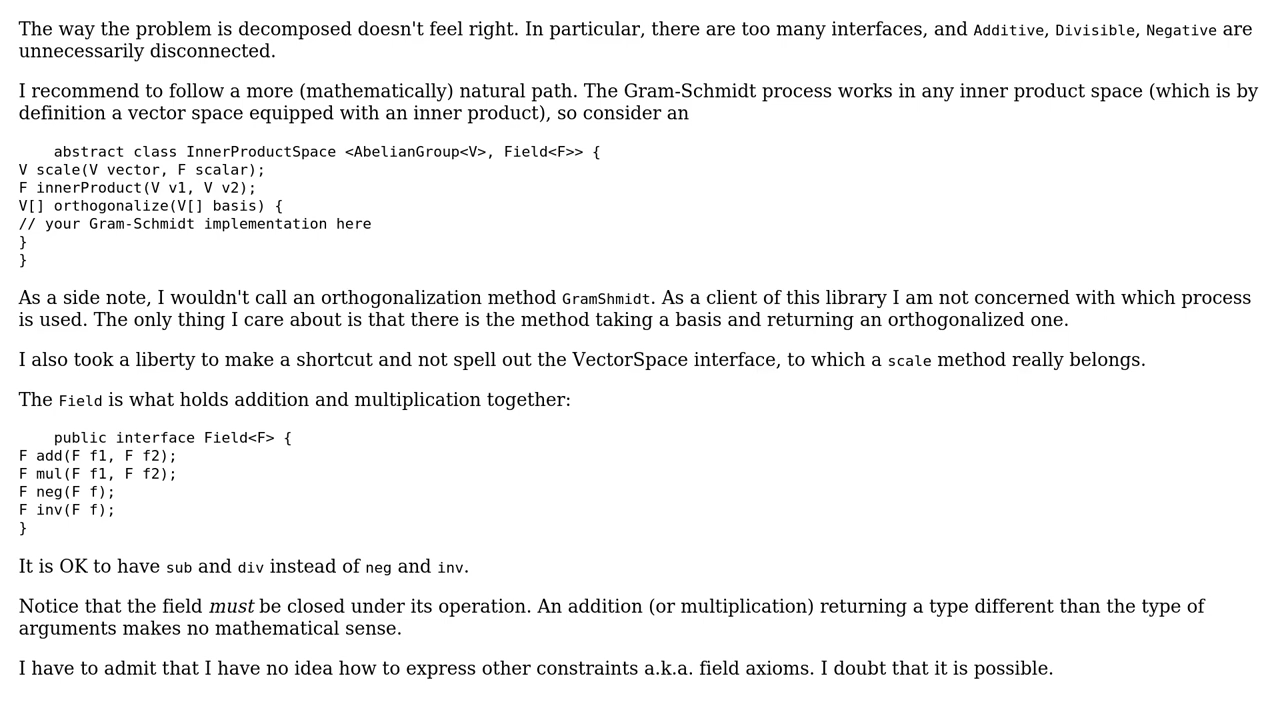 The way the problem is decomposed doesn't feel right. In particular, there are too many interfaces, and Additive, Divisible, Negative are
unnecessarily disconnected.
I recommend to follow a more (mathematically) natural path. The Gram-Schmidt process works in any inner product space (which is by
definition a vector space equipped with an inner product), so consider an
    abstract class InnerProductSpace <AbelianGroup<V>, Field<F>> {
V scale(V vector, F scalar);
F innerProduct(V v1, V v2);
V[] orthogonalize(V[] basis) {
// your Gram-Schmidt implementation here
}
}
As a side note, I wouldn't call an orthogonalization method GramShmidt. As a client of this library I am not concerned with which process
is used. The only thing I care about is that there is the method taking a basis and returning an orthogonalized one.
I also took a liberty to make a shortcut and not spell out the VectorSpace interface, to which a scale method really belongs.
The Field is what holds addition and multiplication together:
    public interface Field<F> {
F add(F f1, F f2);
F mul(F f1, F f2);
F neg(F f);
F inv(F f);
}
It is OK to have sub and div instead of neg and inv.
Notice that the field must be closed under its operation. An addition (or multiplication) returning a type different than the type of
arguments makes no mathematical sense.
I have to admit that I have no idea how to express other constraints a.k.a. field axioms. I doubt that it is possible.